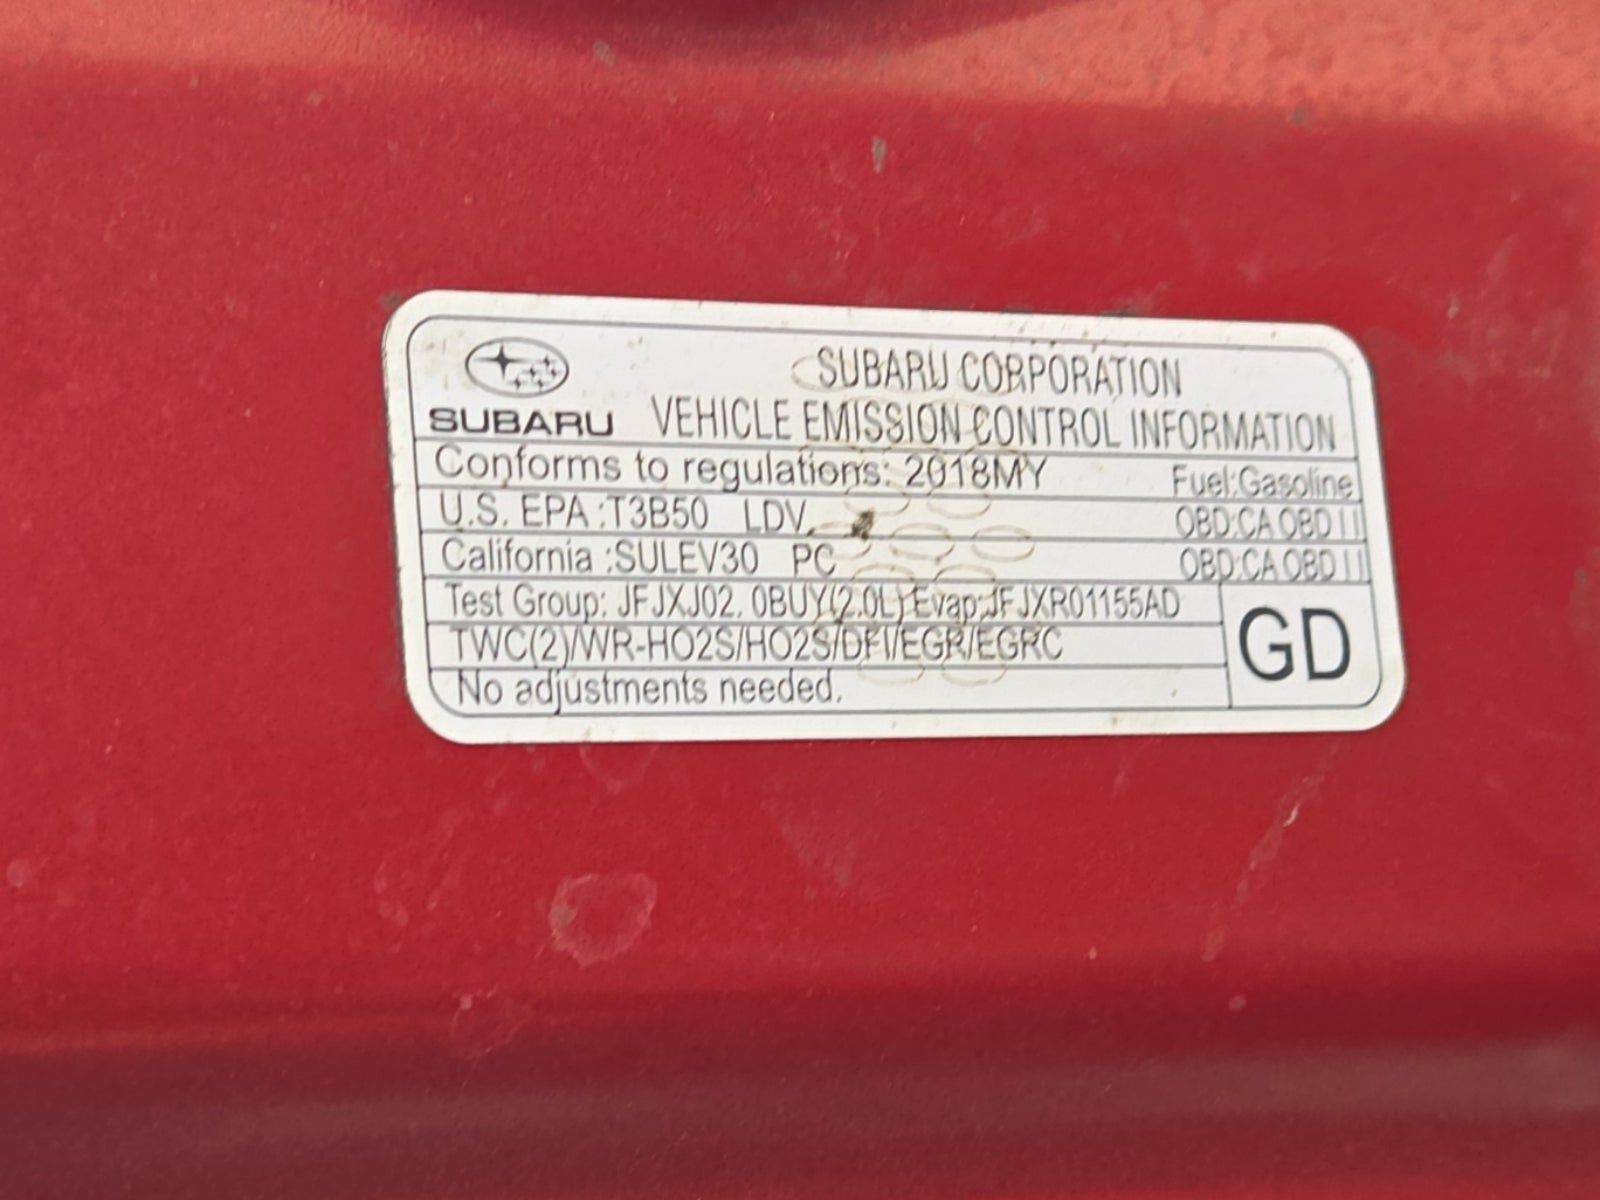 SUBARU CORPORATION
SUBARU VEHICLE EMISSION CONTROL INFORMATION
Conforms to regulations: 2018MY Fuel:Gasoline
U.S. EPA :T3B50 LDV OBD:CA OBD II
California :SULEV30 PC OBD:CA OBD II
Test Group: JFJXJ02. 0BUY(2.0L) Evap:JFJXR01155AD
TWC(2)/WR-HO2S/HO2S/DFI/EGR/EGRC
GD
No adjustments needed.